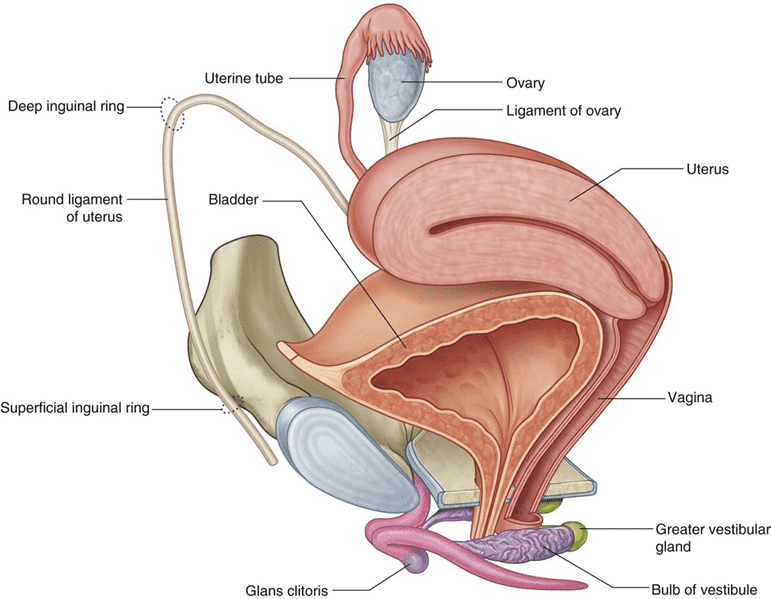 Uterine tube
Ovary
Deep inguinal ring
Ligament of ovary
Uterus
Round ligament
of uterus
Bladder
Superficial inguinal ring
Vagina
Greater vestibular
gland
Glans clitoris
Bulb of vestibule